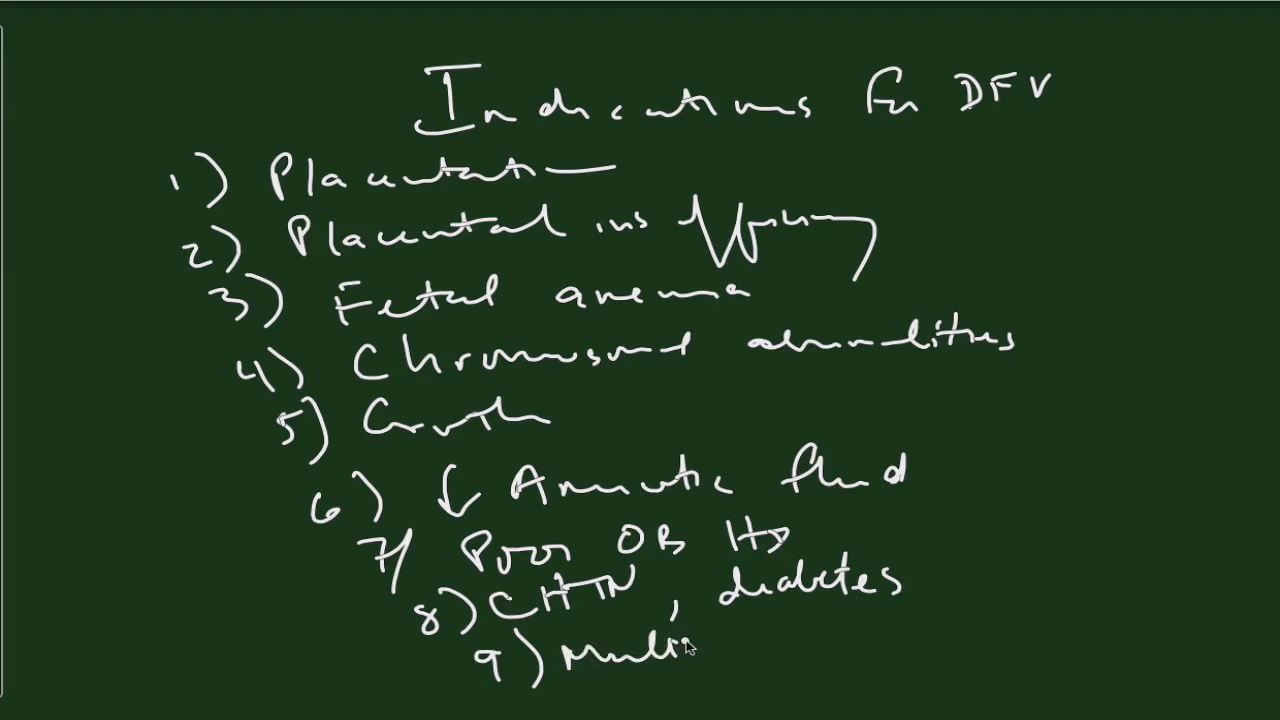 Indications for DFV
1) Placentation
2) Placental insufficiency
3) Fetal anemia
4) Chromosomal abnormalities
5) Growth
6) ↓ Amniotic fluid
7) Poor OB Hx
8) CHTN, diabetes
9) Multi